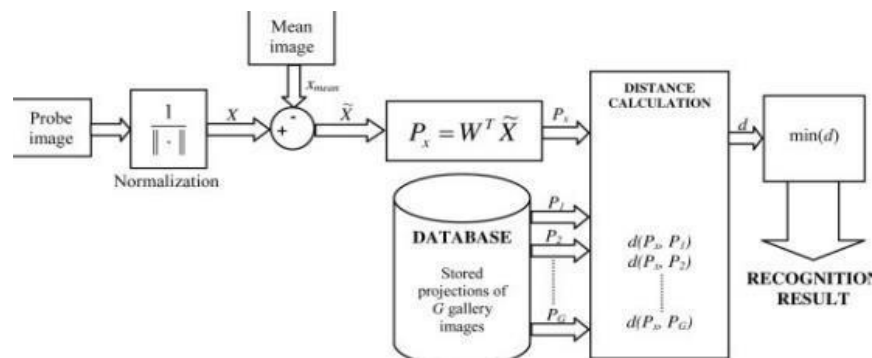 Mean
image
x_mean
Probe
image
1
‖ · ‖
Normalization
X
+
-
X̃
P_x = W^T X̃
P_x
DISTANCE
CALCULATION
d
min(d)
DATABASE
Stored
projections of
G gallery
images
P_1
P_2
P_G
d(P_x, P_1)
d(P_x, P_2)
d(P_x, P_G)
RECOGNITION
RESULT